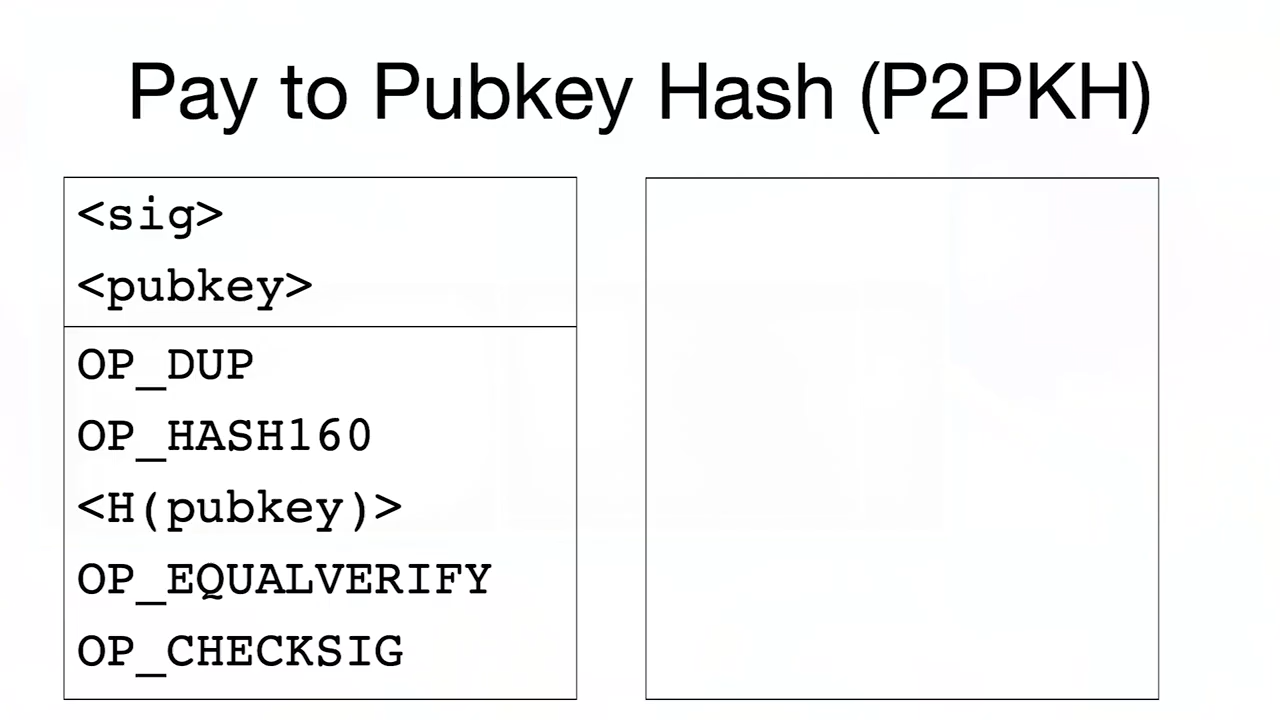 Pay to Pubkey Hash (P2PKH)
<sig>
<pubkey>
OP_DUP
OP_HASH160
<H(pubkey)>
OP_EQUALVERIFY
OP_CHECKSIG